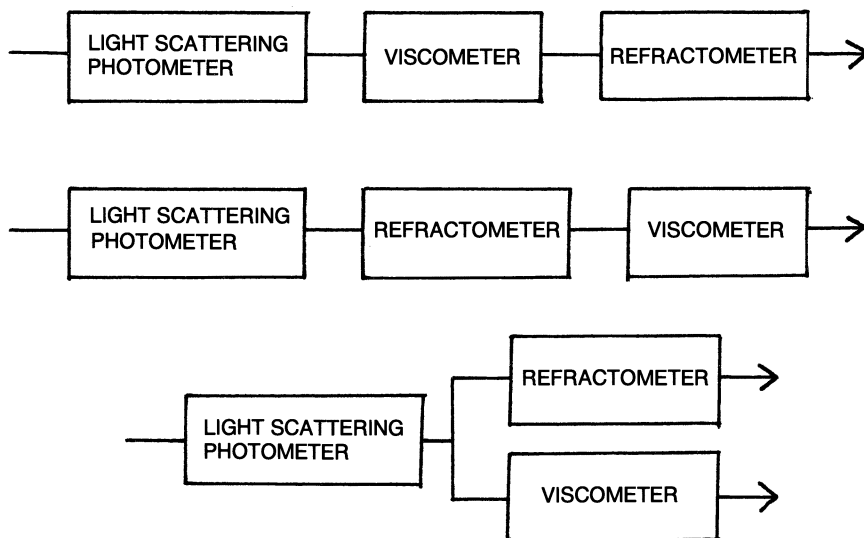 LIGHT SCATTERING
PHOTOMETER
VISCOMETER
REFRACTOMETER
LIGHT SCATTERING
PHOTOMETER
REFRACTOMETER
VISCOMETER
REFRACTOMETER
LIGHT SCATTERING
PHOTOMETER
VISCOMETER